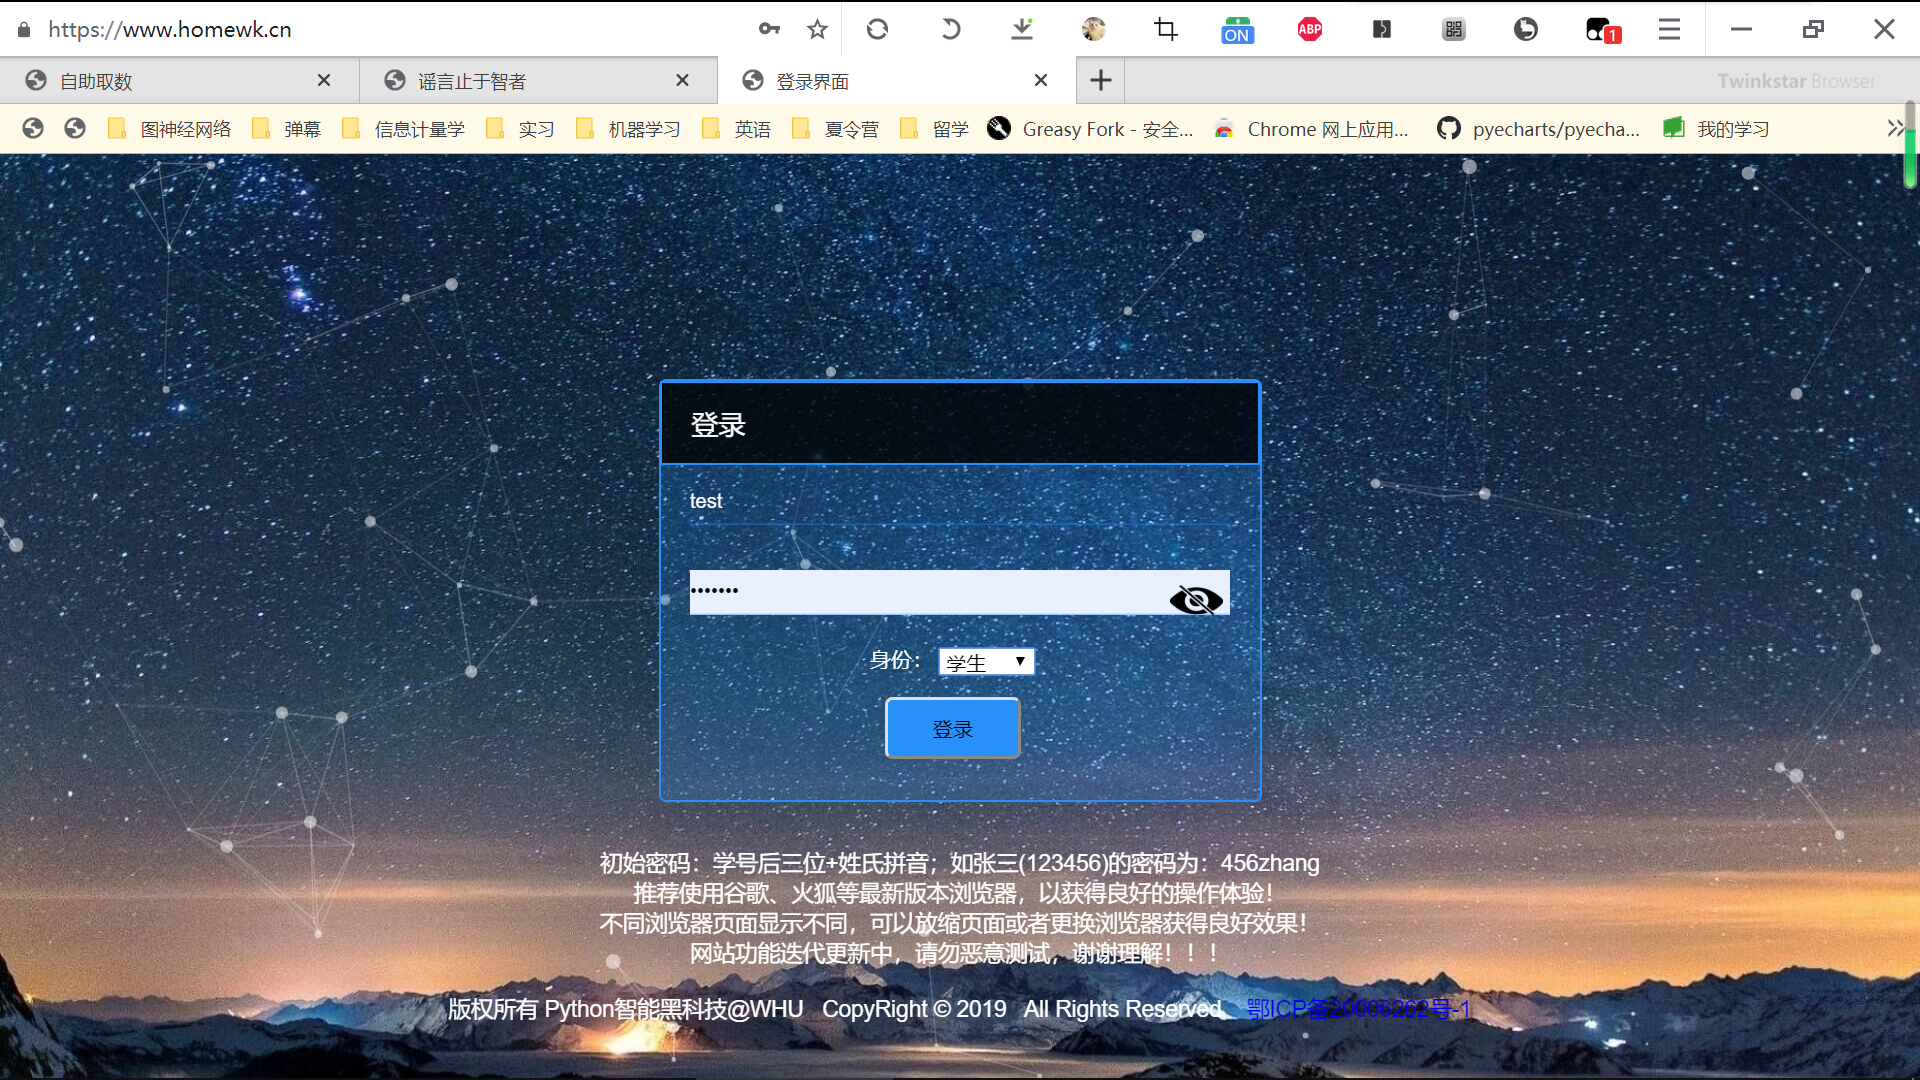 https://www.homewk.cn
ON
ABP
1
自助取数
谣言止于智者
登录界面
Twinkstar Browser
图神经网络 弹幕 信息计量学 实习 机器学习 英语 夏令营 留学 Greasy Fork - 安全... Chrome 网上应用... pyecharts/pyecha... 我的学习
登录
test
身份： 学生
登录
初始密码：学号后三位+姓氏拼音；如张三(123456)的密码为：456zhang
推荐使用谷歌、火狐等最新版本浏览器，以获得良好的操作体验！
不同浏览器页面显示不同，可以放缩页面或者更换浏览器获得良好效果！
网站功能迭代更新中，请勿恶意测试，谢谢理解！！！
版权所有 Python智能黑科技@WHU CopyRight © 2019 All Rights Reserved. 鄂ICP备20006262号-1